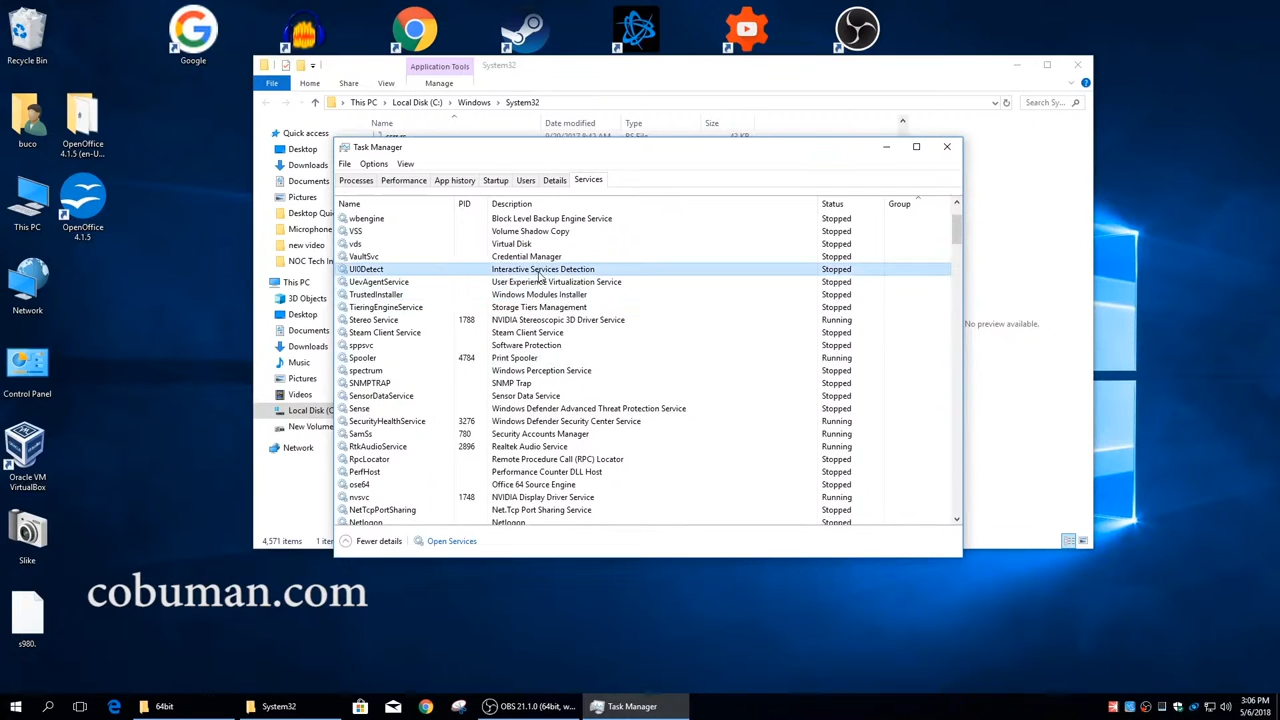 Recycle Bin
Google
buco
OpenOffice
4.1.5 (en-U...
This PC
OpenOffice
4.1.5
Network
Control Panel
Oracle VM
VirtualBox
Slike
s980.
Application Tools
System32
File
Home
Share
View
Manage
This PC
Local Disk (C:)
Windows
System32
Search Sy...
Name
Date modified
Type
Size
Quick access
Desktop
Downloads
Documents
Pictures
Desktop Qui
Microphone
new video
NOC Tech In
This PC
3D Objects
Desktop
Documents
Downloads
Music
Pictures
Videos
Local Disk (C
New Volume
Network
4,571 items
No preview available.
Task Manager
File Options View
Processes Performance App history Startup Users Details Services
Name PID Description Status Group
wbengine Block Level Backup Engine Service Stopped
VSS Volume Shadow Copy Stopped
vds Virtual Disk Stopped
VaultSvc Credential Manager Stopped
UI0Detect Interactive Services Detection Stopped
UevAgentService User Experience Virtualization Service Stopped
TrustedInstaller Windows Modules Installer Stopped
TieringEngineService Storage Tiers Management Stopped
Stereo Service 1788 NVIDIA Stereoscopic 3D Driver Service Running
Steam Client Service Steam Client Service Stopped
sppsvc Software Protection Stopped
Spooler 4784 Print Spooler Running
spectrum Windows Perception Service Stopped
SNMPTRAP SNMP Trap Stopped
SensorDataService Sensor Data Service Stopped
Sense Windows Defender Advanced Threat Protection Service Stopped
SecurityHealthService 3276 Windows Defender Security Center Service Running
SamSs 780 Security Accounts Manager Running
RtkAudioService 2896 Realtek Audio Service Running
RpcLocator Remote Procedure Call (RPC) Locator Stopped
PerfHost Performance Counter DLL Host Stopped
ose64 Office 64 Source Engine Stopped
nvsvc 1748 NVIDIA Display Driver Service Running
NetTcpPortSharing Net.Tcp Port Sharing Service Stopped
Netlogon Netlogon Stopped
Fewer details Open Services
cobuman.com
64bit
System32
OBS 21.1.0 (64bit, w...
Task Manager
3:06 PM
5/6/2018